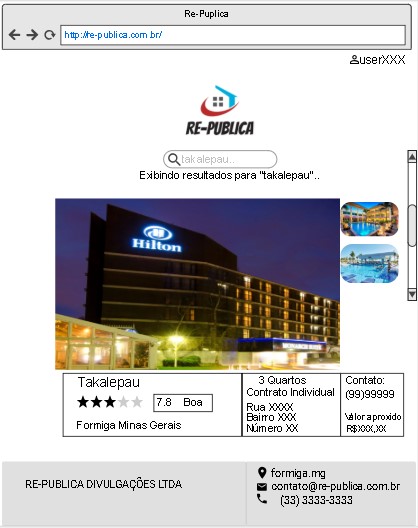 Re-Puplica
http://re-publica.com.br/
userXXX
RE-PUBLICA
takalepau..
Exibindo resultados para "takalepau"..
Hilton
Takalepau
7.8 Boa
Formiga Minas Gerais
3 Quartos
Contrato Individual
Rua XXXX
Bairro XXX
Número XX
Contato:
(99)99999
Valor aproxido
R$XXX,XX
RE-PUBLICA DIVULGAÇÕES LTDA
formiga.mg
contato@re-publica.com.br
(33) 3333-3333